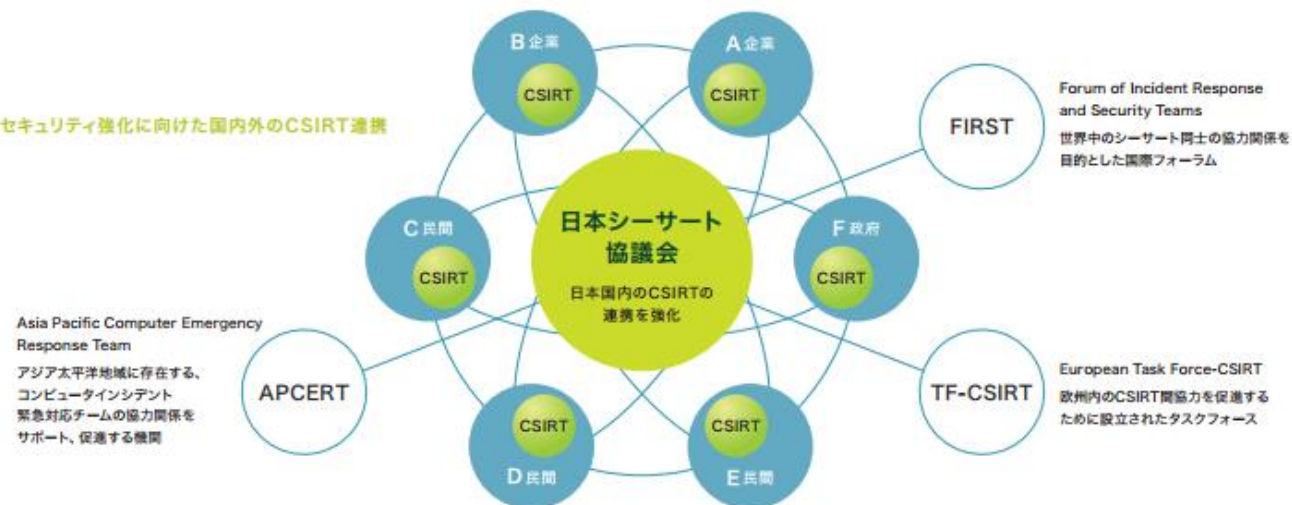 セキュリティ強化に向けた国内外のCSIRT連携
B企業
CSIRT
A企業
CSIRT
FIRST
Forum of Incident Response
and Security Teams
世界中のシーサート同士の協力関係を
目的とした国際フォーラム
C民間
CSIRT
日本シーサート
協議会
日本国内のCSIRTの
連携を強化
F政府
CSIRT
Asia Pacific Computer Emergency
Response Team
アジア太平洋地域に存在する、
コンピュータインシデント
緊急対応チームの協力関係を
サポート、促進する機関
APCERT
TF-CSIRT
European Task Force-CSIRT
欧州内のCSIRT間協力を促進する
ために設立されたタスクフォース
CSIRT
D民間
CSIRT
E民間